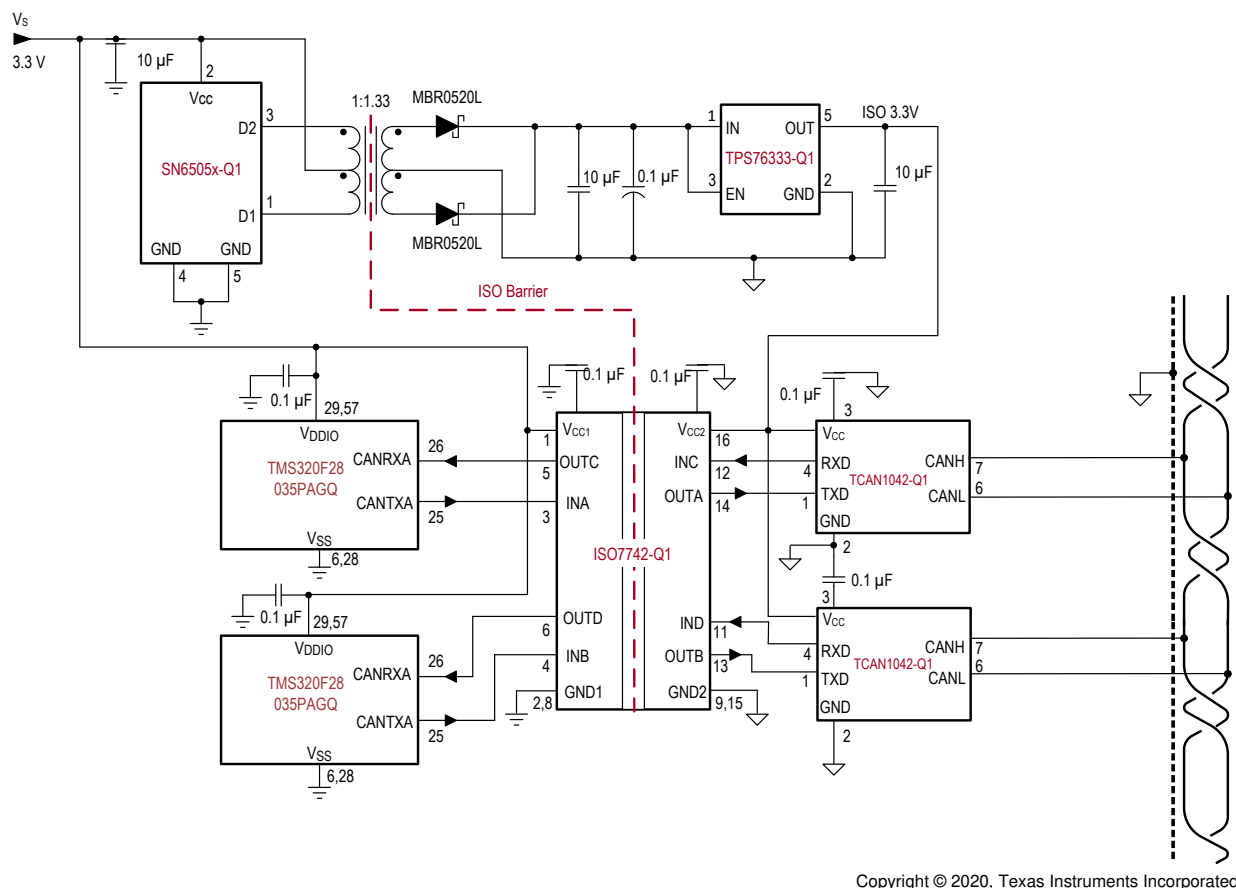 VS
3.3 V
10 µF
2
Vcc
3
D2
SN6505x-Q1
D1
1
GND
GND
4
5
1:1.33
MBR0520L
MBR0520L
10 µF
0.1 µF
1
IN
OUT
5
TPS76333-Q1
3
EN
GND
2
ISO 3.3V
10 µF
ISO Barrier
0.1 µF
29,57
VDDIO
CANRXA
26
TMS320F28
035PAGQ
CANTXA
25
VSS
6,28
0.1 µF
29,57
VDDIO
CANRXA
26
TMS320F28
035PAGQ
CANTXA
25
VSS
6,28
0.1 µF
0.1 µF
1
VCC1
VCC2
16
5
OUTC
INC
12
3
INA
OUTA
14
ISO7742-Q1
6
OUTD
IND
11
4
INB
OUTB
13
2,8
GND1
GND2
9,15
0.1 µF
3
VCC
4
RXD
CANH
7
TCAN1042-Q1
1
TXD
CANL
6
GND
2
0.1 µF
3
VCC
4
RXD
CANH
7
TCAN1042-Q1
1
TXD
CANL
6
GND
2
Copyright © 2020, Texas Instruments Incorporated